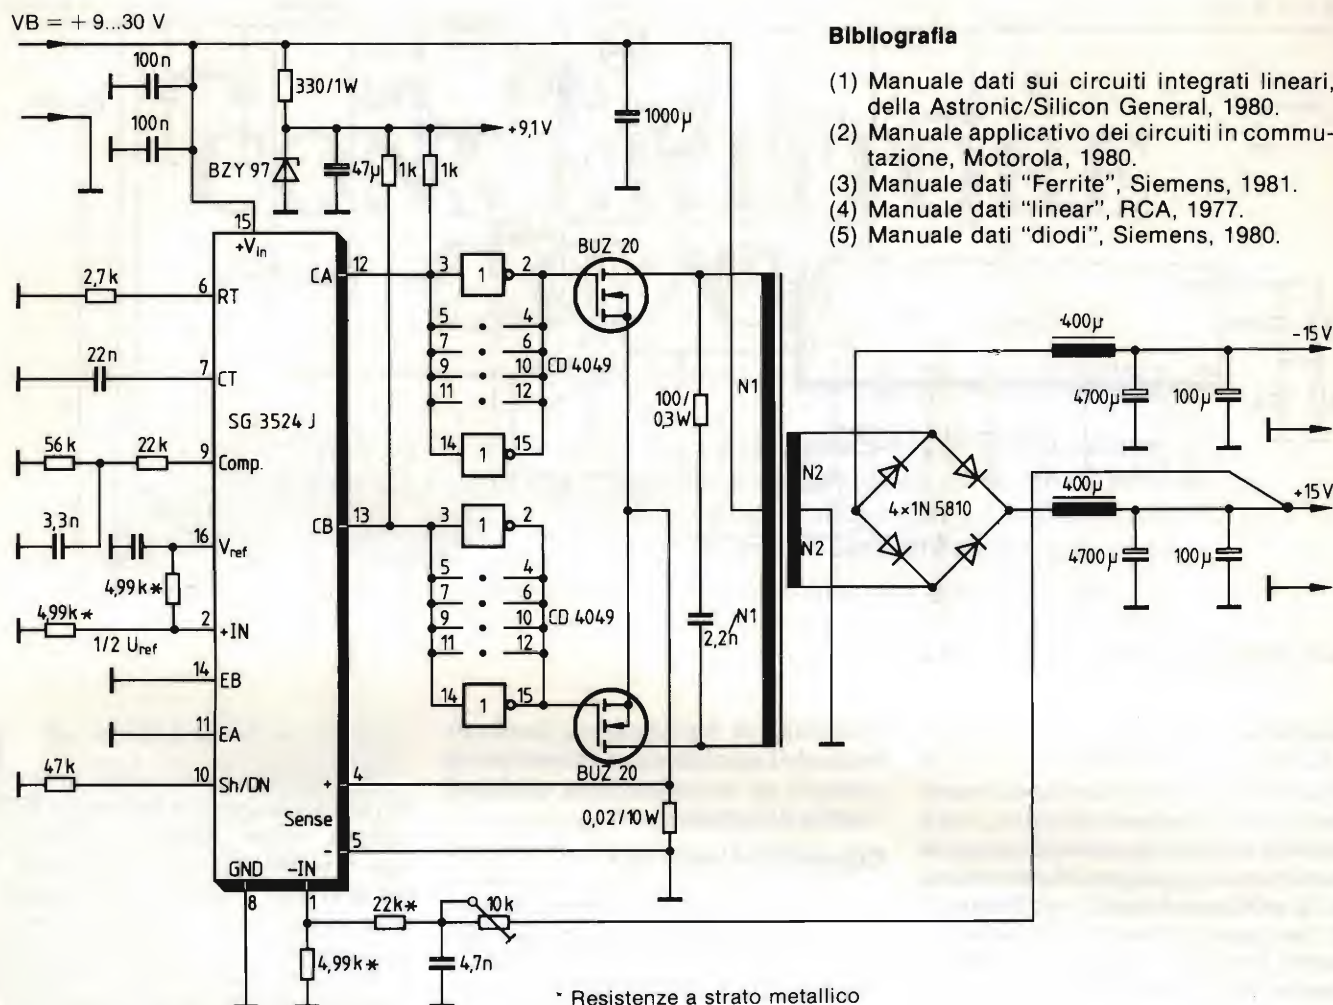 VB = + 9...30 V
100n
100n
330/1W
BZY 97
47µ
1k
1k
+9,1V
1000µ
Bibliografia
(1) Manuale dati sui circuiti integrati lineari,
della Astronic/Silicon General, 1980.
(2) Manuale applicativo dei circuiti in commu-
tazione, Motorola, 1980.
(3) Manuale dati "Ferrite", Siemens, 1981.
(4) Manuale dati "linear", RCA, 1977.
(5) Manuale dati "diodi", Siemens, 1980.
15
+Vin
2,7k
6
RT
22n
7
CT
SG 3524 J
56k
22k
9
Comp.
3,3n
16
Vref
4,99k*
4,99k*
2
+IN
1/2 Uref
14
EB
11
EA
47k
10
Sh/DN
CA
12
CB
13
+
4
Sense
-
5
GND
-IN
8
1
3
1
2
5
4
7
6
9
10
11
12
CD 4049
14
1
15
3
1
2
5
4
7
6
9
10
11
12
CD 4049
14
1
15
BUZ 20
BUZ 20
100/
0,3W
2,2n
N1
N1
N2
N2
4×1N 5810
400µ
-15V
4700µ
100µ
400µ
+15V
4700µ
100µ
0,02/10W
22k*
10k
4,99k*
4,7n
* Resistenze a strato metallico